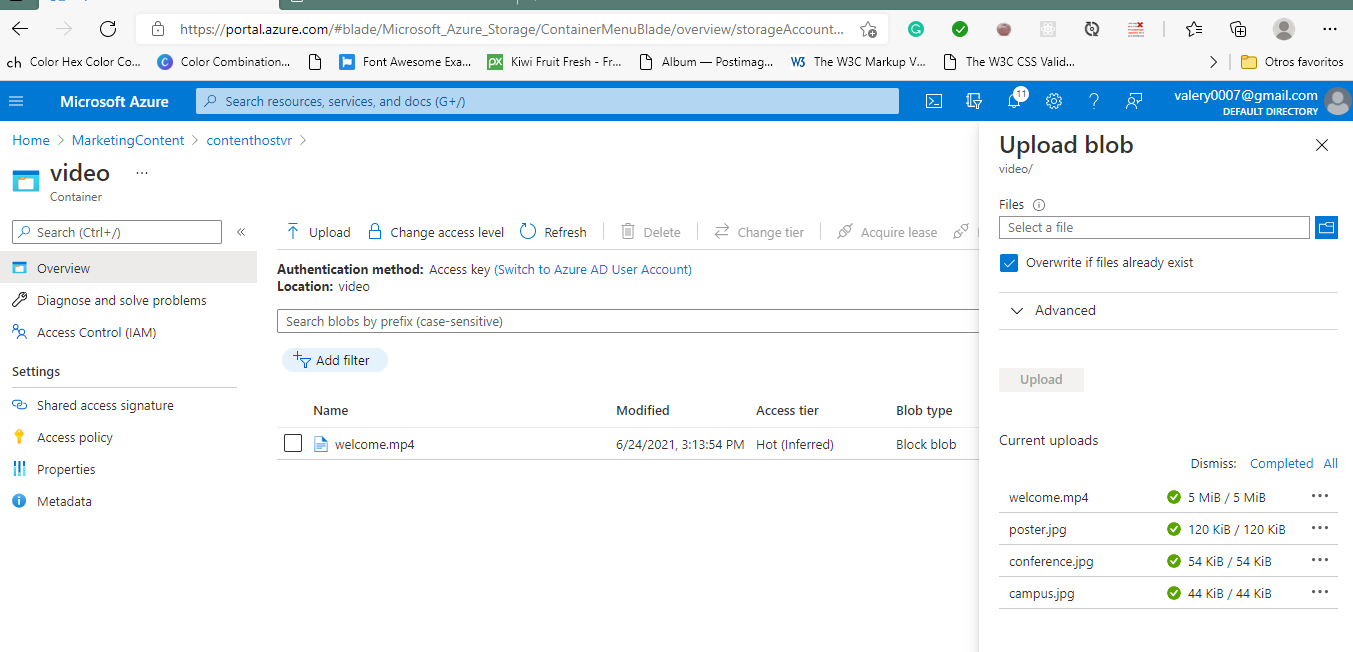 https://portal.azure.com/#blade/Microsoft_Azure_Storage/ContainerMenuBlade/overview/storageAccount...
ch Color Hex Color Co... Color Combination... Font Awesome Exa... Kiwi Fruit Fresh - Fr... Album — Postimag... W3 The W3C Markup V... The W3C CSS Valid... Otros favoritos
Microsoft Azure
Search resources, services, and docs (G+/)
11
valery0007@gmail.com
DEFAULT DIRECTORY
Home > MarketingContent > contenthostvr >
video ...
Container
Search (Ctrl+/)
«
Overview
Diagnose and solve problems
Access Control (IAM)
Settings
Shared access signature
Access policy
Properties
Metadata
Upload Change access level Refresh Delete Change tier Acquire lease
Authentication method: Access key (Switch to Azure AD User Account)
Location: video
Search blobs by prefix (case-sensitive)
Add filter
Name Modified Access tier Blob type
welcome.mp4 6/24/2021, 3:13:54 PM Hot (Inferred) Block blob
Upload blob
video/
Files
Select a file
Overwrite if files already exist
Advanced
Upload
Current uploads
Dismiss: Completed All
welcome.mp4 5 MiB / 5 MiB ...
poster.jpg 120 KiB / 120 KiB ...
conference.jpg 54 KiB / 54 KiB ...
campus.jpg 44 KiB / 44 KiB ...